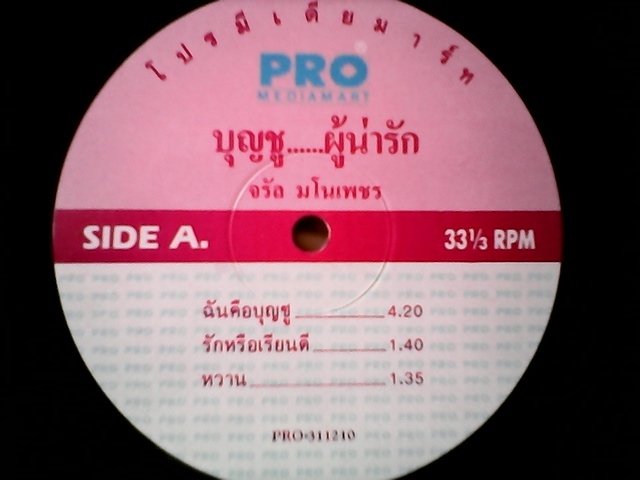 โปรมีเดียมาร์ท
PRO
MEDIAMART
บุญชู......ผู้น่ารัก
จรัล มโนเพชร
SIDE A.
33⅓ RPM
ฉันคือบุญชู 4.20
รักหรือเรียนดี 1.40
หวาน 1.35
PRO-311210